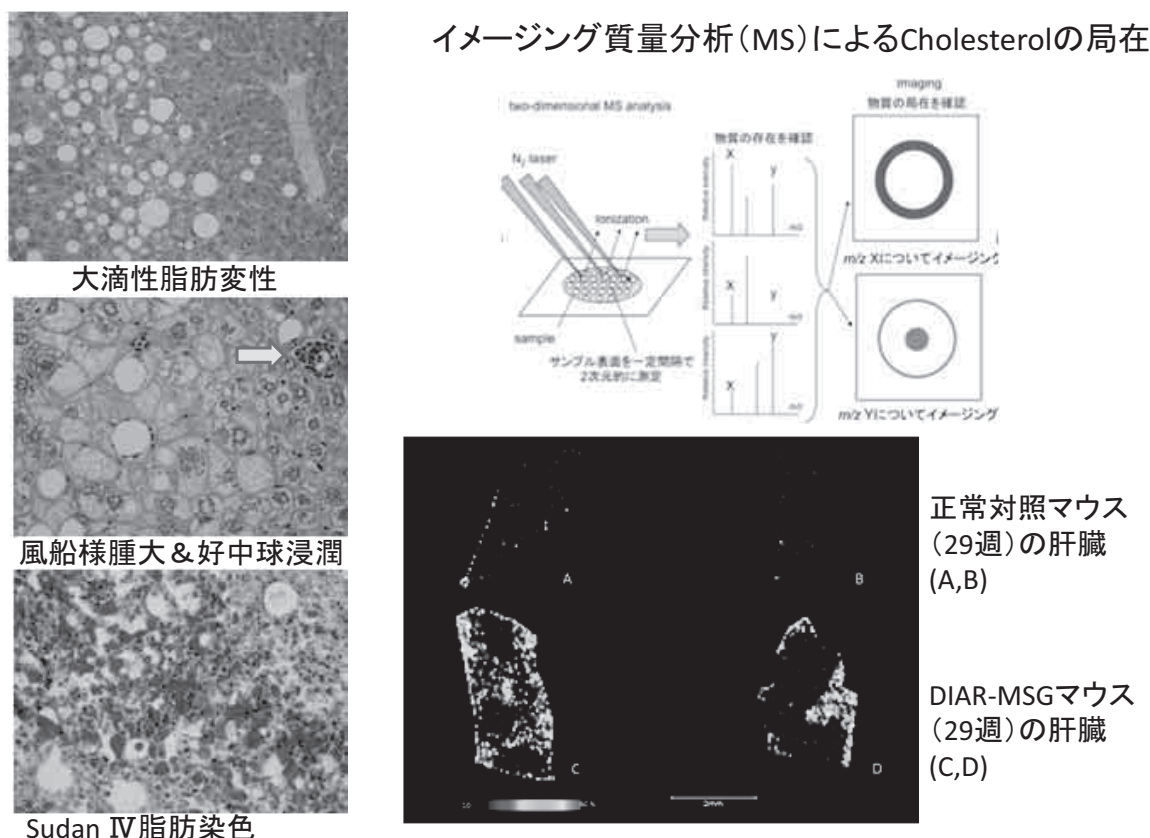 イメージング質量分析(MS)によるCholesterolの局在
大滴性脂肪変性
風船様腫大&好中球浸潤
Sudan Ⅳ脂肪染色
two-dimensional MS analysis
N2 laser
Ionization
sample
サンプル表面を一定間隔で
2次元的に測定
物質の存在を確認
X
Y
m/z
Relative intensity
X
Y
m/z
Relative intensity
X
Y
m/z
Relative intensity
imaging
物質の局在を確認
m/z Xについてイメージング
m/z Yについてイメージング
A
B
C
D
2mm
正常対照マウス
(29週)の肝臓
(A,B)
DIAR-MSGマウス
(29週)の肝臓
(C,D)